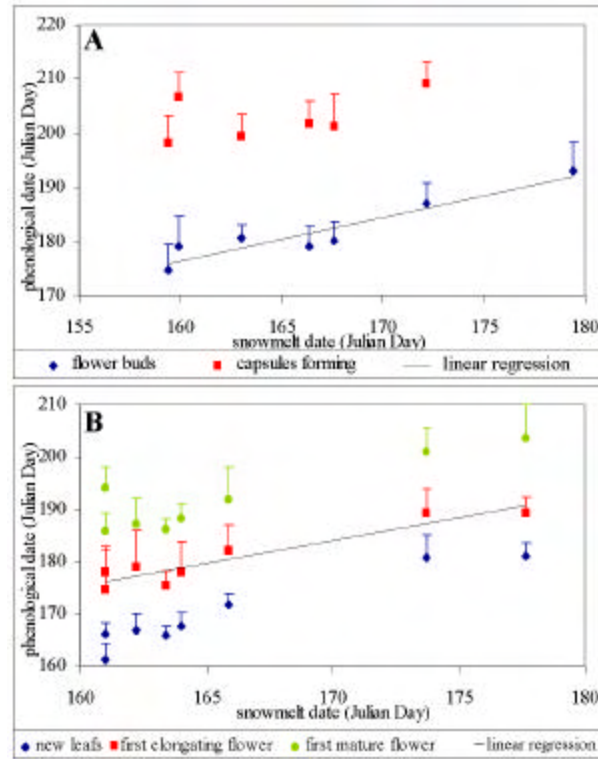 A
220
210
200
190
180
170
phenological date (Julian Day)
155 160 165 170 175 180
snowmelt date (Julian Day)
flower buds capsules forming linear regression
B
210
200
190
180
170
160
phenological date (Julian Day)
160 165 170 175 180
snowmelt date (Julian Day)
new leafs first elongating flower first mature flower linear regression